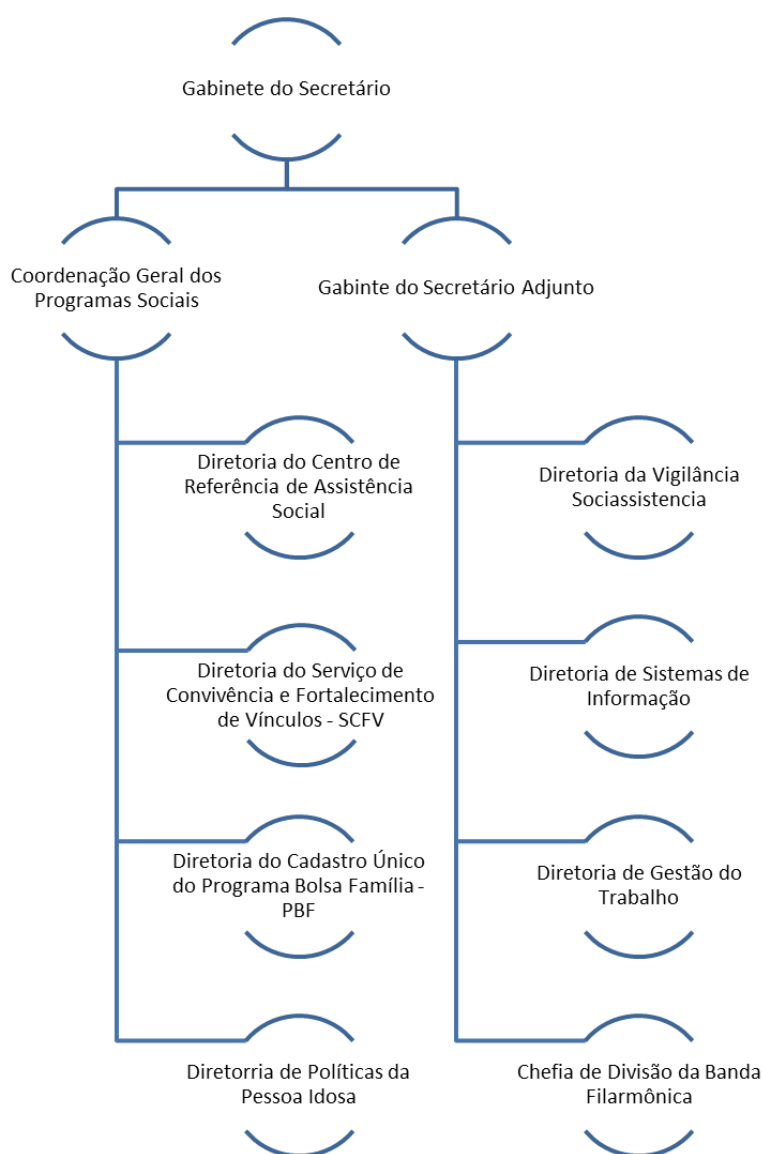 Gabinete do Secretário
Coordenação Geral dos
Programas Sociais
Gabinte do Secretário Adjunto
Diretoria do Centro de
Referência de Assistência
Social
Diretoria da Vigilância
Sociassistencia
Diretoria do Serviço de
Convivência e Fortalecimento
de Vínculos - SCFV
Diretoria de Sistemas de
Informação
Diretoria do Cadastro Único
do Programa Bolsa Família -
PBF
Diretoria de Gestão do
Trabalho
Diretorria de Políticas da
Pessoa Idosa
Chefia de Divisão da Banda
Filarmônica